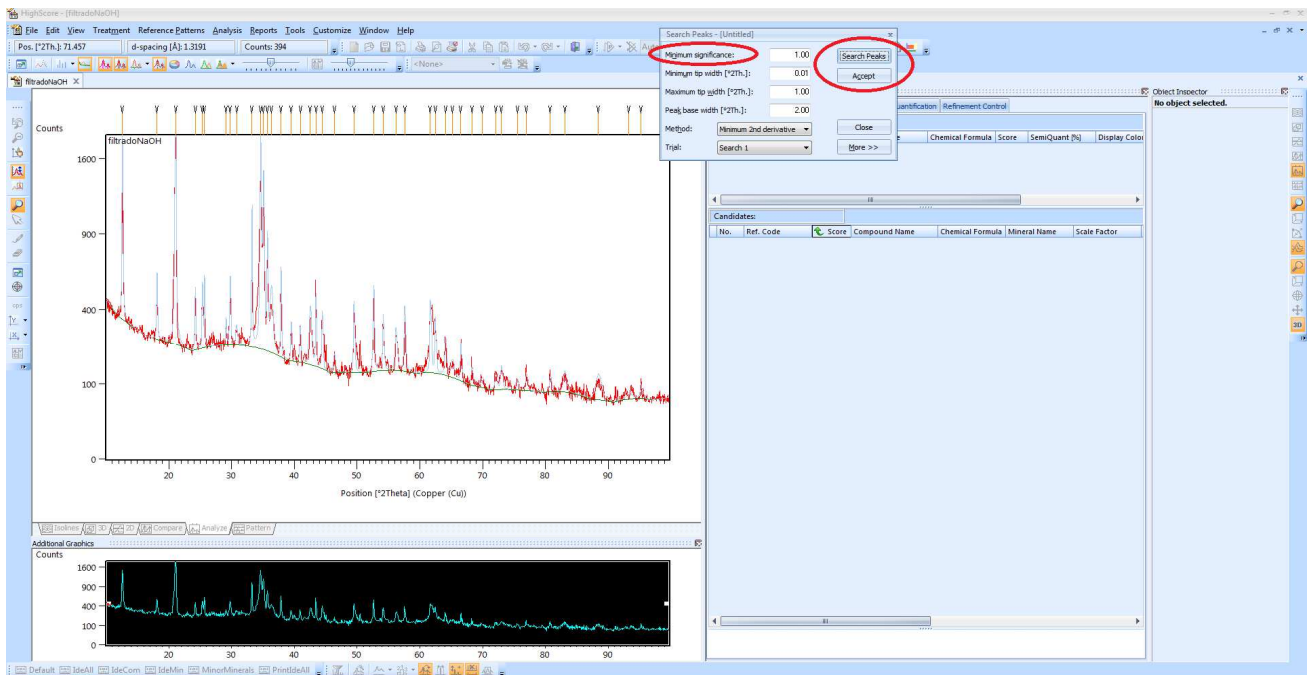 HighScore - [filtradoNaOH]
File Edit View Treatment Reference Patterns Analysis Reports Tools Customize Window Help
Pos. [°2Th.]: 71.457 d-spacing [Å]: 1.3191 Counts: 394
<None>
filtradoNaOH
Counts
filtradoNaOH
1600
900
400
100
0
20 30 40 50 60 70 80 90
Position [°2Theta] (Copper (Cu))
Isolines 3D 2D Compare Analyze Pattern
Additional Graphics
Counts
1600
900
400
100
0
20 30 40 50 60 70 80 90
Default IdeAll IdeCom IdeMin MinorMinerals PrintIdeAll
Search Peaks - [Untitled]
Minimum significance: 1.00 Search Peaks
Minimum tip width [°2Th.]: 0.01 Accept
Maximum tip width [°2Th.]: 1.00
Peak base width [°2Th.]: 2.00
Method: Minimum 2nd derivative Close
Trial: Search 1 More >>
Refinement Control
Chemical Formula Score SemiQuant [%]
Candidates:
No. Ref. Code Score Compound Name Chemical Formula Mineral Name Scale Factor
Object Inspector
No object selected.
3D